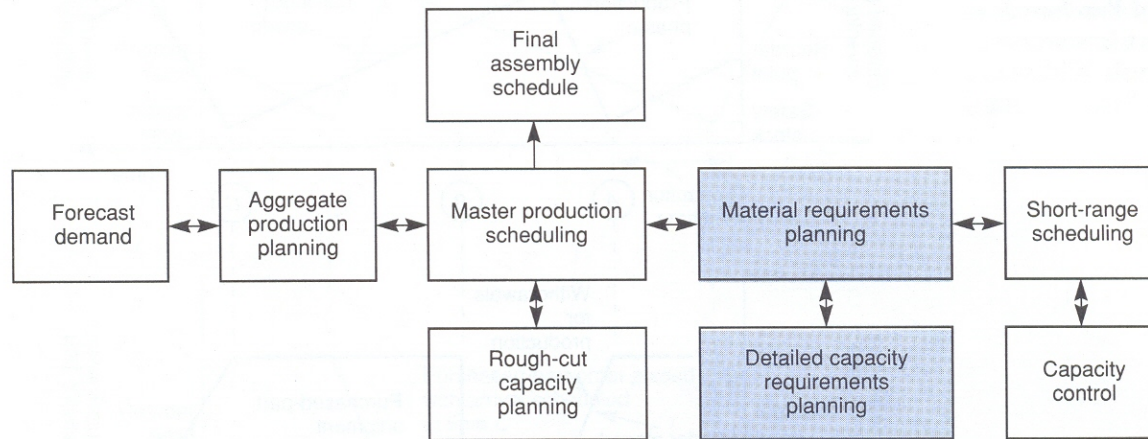 Final
assembly
schedule
Forecast
demand
Aggregate
production
planning
Master production
scheduling
Material requirements
planning
Short-range
scheduling
Rough-cut
capacity
planning
Detailed capacity
requirements
planning
Capacity
control